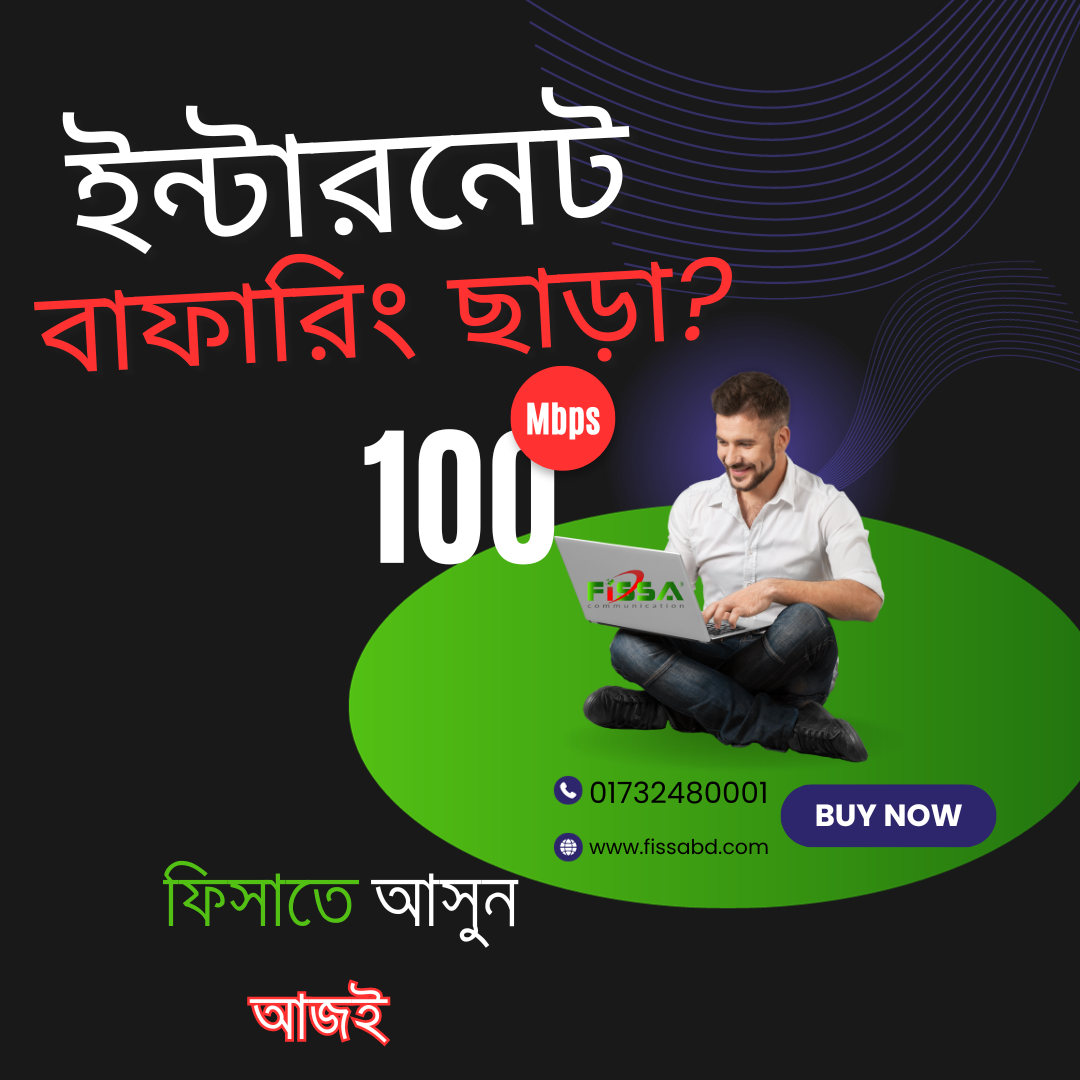 ইন্টারনেট
বাফারিং ছাড়া?
100 Mbps
FiSSA
communication
01732480001
BUY NOW
www.fissabd.com
ফিসাতে আসুন
আজই